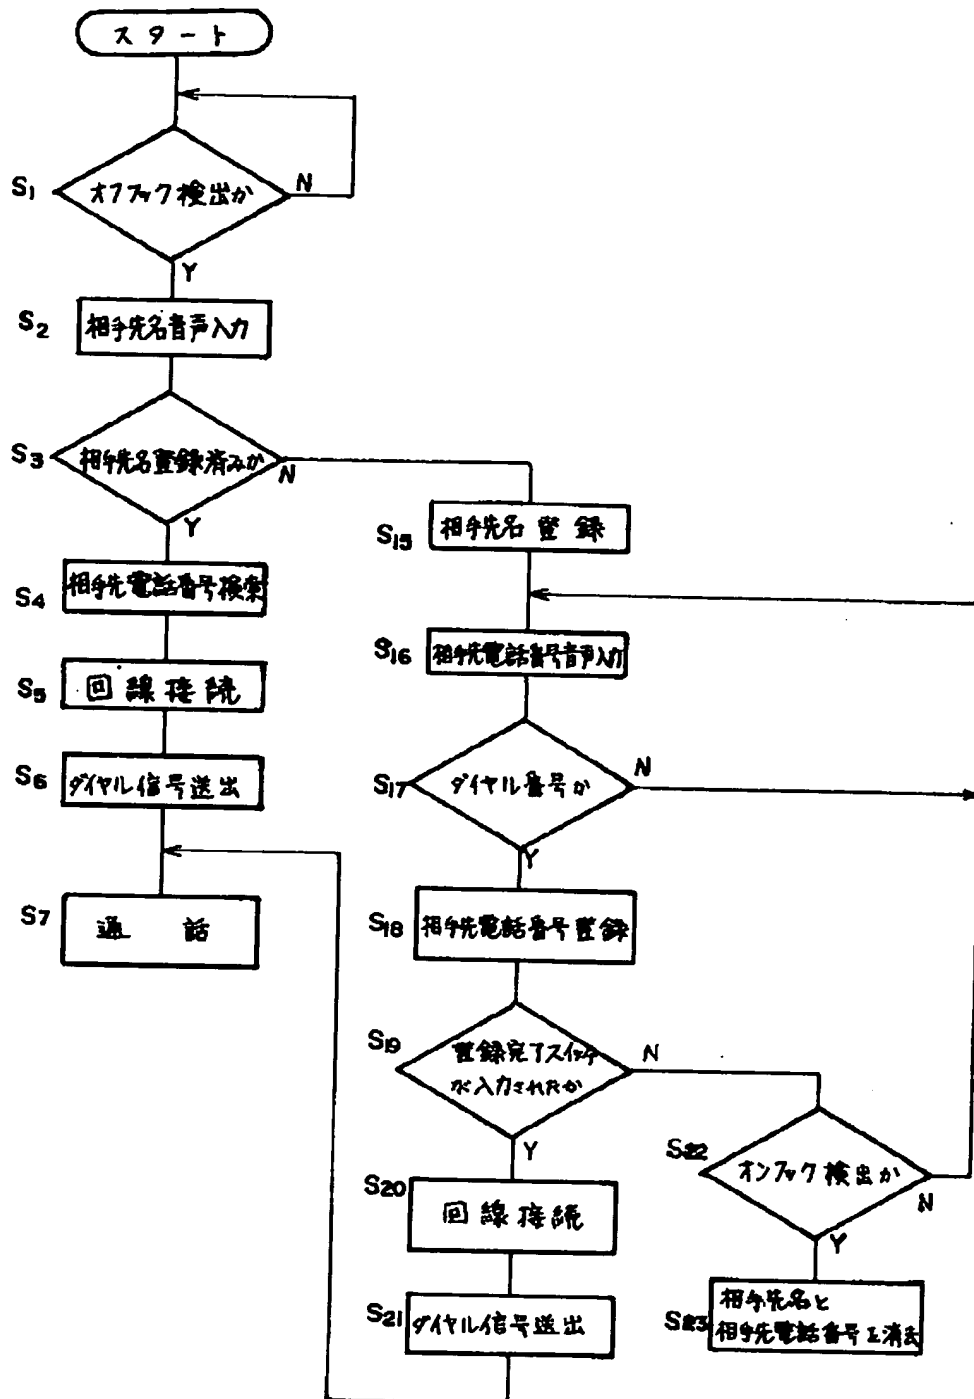 スタート
S1
オフフック検出か
N
Y
S2
相手先名音声入力
S3
相手先名登録済みか
N
Y
S4
相手先電話番号検索
S5
回線接続
S6
ダイヤル信号送出
S7
通話
S15
相手先名登録
S16
相手先電話番号音声入力
S17
ダイヤル番号か
N
Y
S18
相手先電話番号登録
S19
登録完了スイッチ
が入力されたか
N
Y
S20
回線接続
S21
ダイヤル信号送出
S22
オンフック検出か
N
Y
S23
相手先名と
相手先電話番号を消去